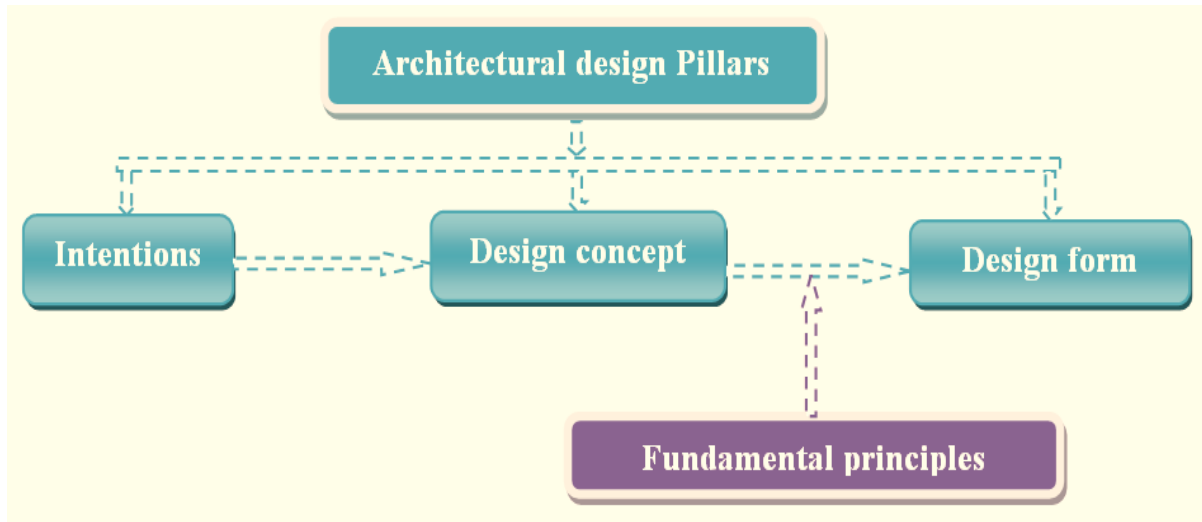 Architectural design Pillars
Intentions
Design concept
Design form
Fundamental principles